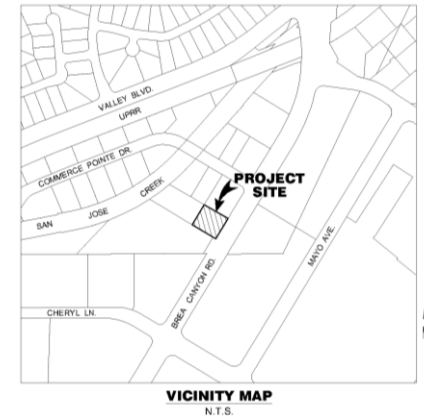 VALLEY BLVD.
UPRR
COMMERCE POINTE DR.
PROJECT
SITE
SAN JOSE CREEK
BREA CANYON RD.
MAYO AVE.
CHERYL LN.
VICINITY MAP
N.T.S.